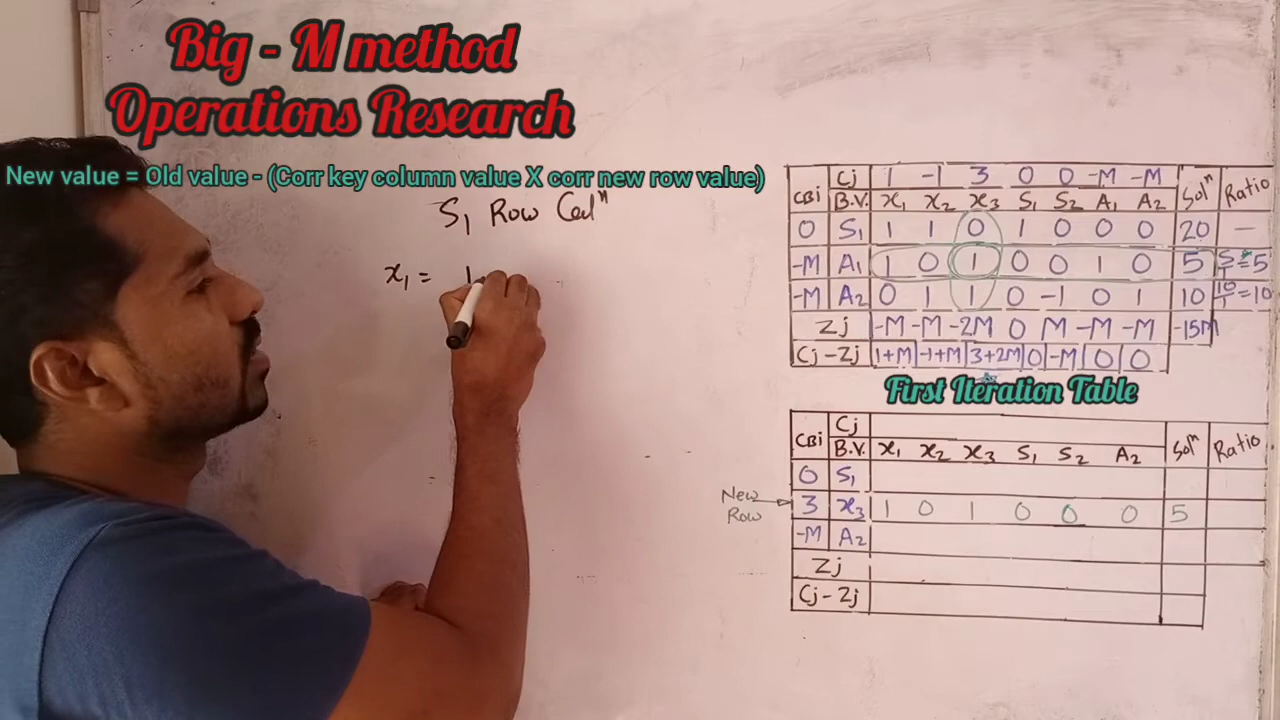 Big - M method
Operations Research
New value = Old value - (Corr key column value X corr new row value)
S₁ Row Calⁿ
x₁ = 1
CBi Cj 1 -1 3 0 0 -M -M Solⁿ Ratio
B.V. x₁ x₂ x₃ S₁ S₂ A₁ A₂
0 S₁ 1 1 0 1 0 0 0 20 —
-M A₁ 1 0 1 0 0 1 0 5 5/1 = 5
-M A₂ 0 1 1 0 -1 0 1 10 10/1 = 10
Zj -M -M -2M 0 M -M -M -15M
Cj - Zj 1+M -1+M 3+2M 0 -M 0 0
First Iteration Table
CBi Cj Solⁿ Ratio
B.V. x₁ x₂ x₃ S₁ S₂ A₂
0 S₁
New Row → 3 x₃ 1 0 1 0 0 0 5
-M A₂
Zj
Cj - Zj